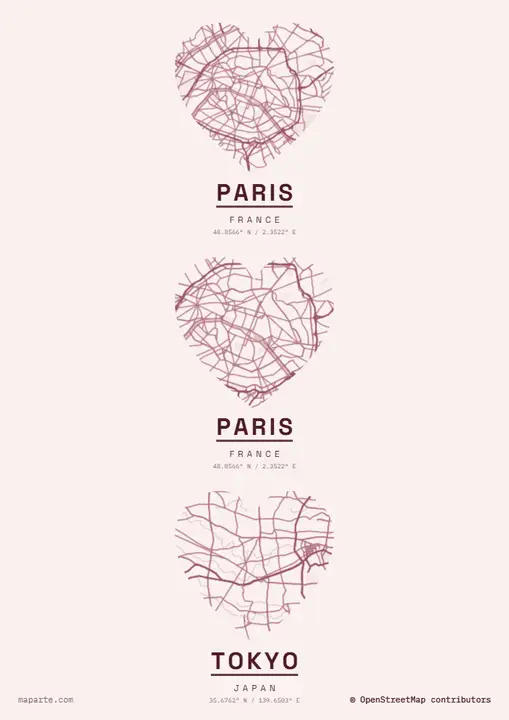 PARIS
FRANCE
48.8566° N / 2.3522° E
PARIS
FRANCE
48.8566° N / 2.3522° E
TOKYO
JAPAN
35.6762° N / 139.6503° E
maparte.com
© OpenStreetMap contributors